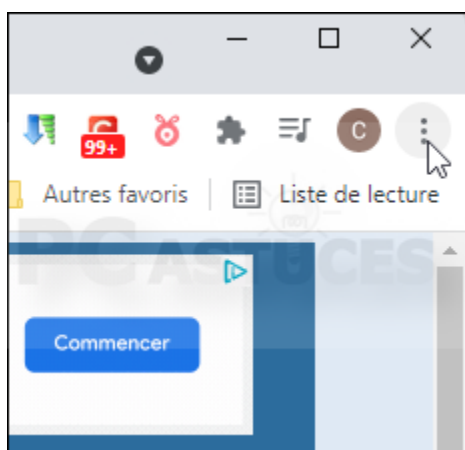 99+
C
Autres favoris
Liste de lecture
PC ASTUCES
Commencer